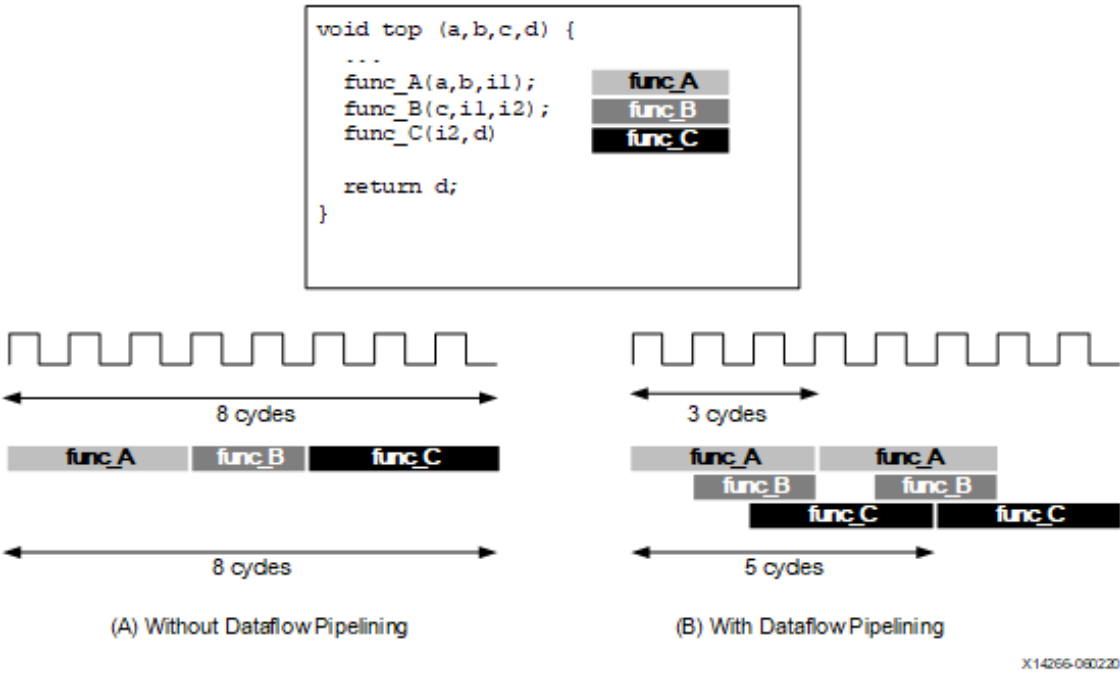 void top (a,b,c,d) {
...
func_A(a,b,i1);
func_A
func_B(c,i1,i2);
func_B
func_C(i2,d)
func_C
return d;
}
8 cycles
3 cycles
func_A func_B func_C
func_A func_A
func_B func_B
func_C func_C
8 cycles
5 cycles
(A) Without Dataflow Pipelining
(B) With Dataflow Pipelining
X14266-060220